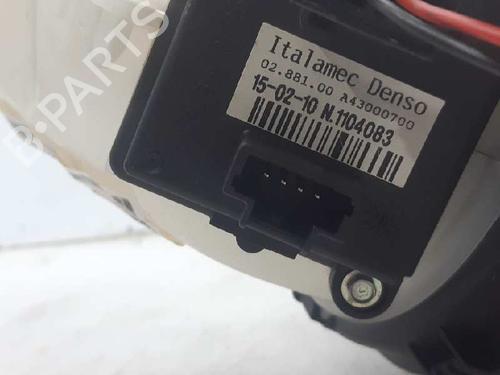 Italamec Denso
02.881.00 A43000700
15-02-10 N.1104083
B-Parts